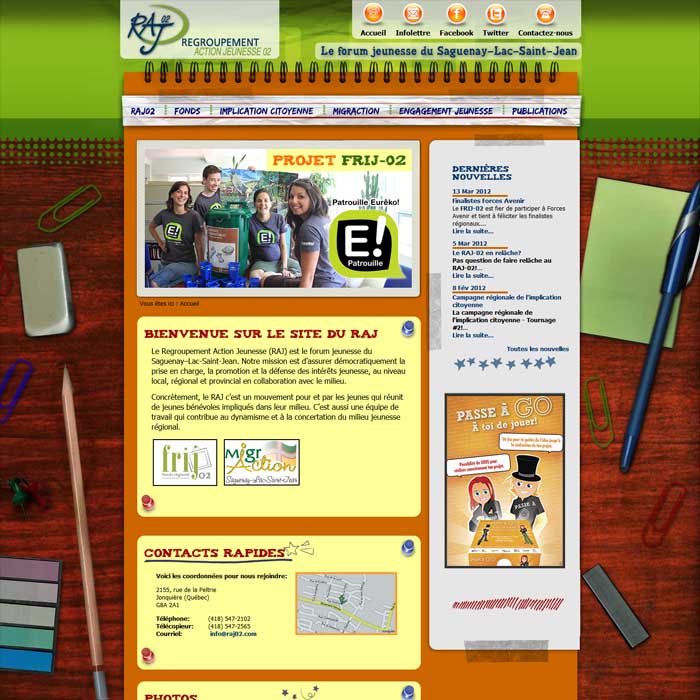 RAJ 02
REGROUPEMENT
ACTION JEUNESSE 02
Accueil Infolettre Facebook Twitter Contactez-nous
Le forum jeunesse du Saguenay–Lac-Saint-Jean
RAJ02 FONDS IMPLICATION CITOYENNE MIGRACTION ENGAGEMENT JEUNESSE PUBLICATIONS
PROJET FRIJ-02
Patrouille Eurêko!
E!
Patrouille
Vous êtes ici : Accueil
BIENVENUE SUR LE SITE DU RAJ
Le Regroupement Action Jeunesse (RAJ) est le forum jeunesse du
Saguenay–Lac-Saint-Jean. Notre mission est d'assurer démocratiquement la
prise en charge, la promotion et la défense des intérêts jeunesse, au niveau
local, régional et provincial en collaboration avec le milieu.
Concrètement, le RAJ c'est un mouvement pour et par les jeunes qui réunit
de jeunes bénévoles impliqués dans leur milieu. C'est aussi une équipe de
travail qui contribue au dynamisme et à la concertation du milieu jeunesse
régional.
frij 02
fonds régional
Migr
Action
Saguenay-Lac-Saint-Jean
CONTACTS RAPIDES
Voici les coordonnées pour nous rejoindre:
2155, rue de la Peltrie
Jonquière (Québec)
G8A 2A1
Téléphone: (418) 547-2102
Télécopieur: (418) 547-2565
Courriel: info@raj02.com
PHOTOS
DERNIÈRES
NOUVELLES
13 Mar 2012
Finalistes Forces Avenir
Le FRIJ-02 est fier de participer à Forces
Avenir et tient à féliciter les finalistes
régionaux....
Lire la suite...
5 Mar 2012
Le RAJ-02 en relâche?
Pas question de faire relâche au
RAJ-02!...
Lire la suite...
8 Fév 2012
Campagne régionale de l'implication
citoyenne
La campagne régionale de
l'implication citoyenne - Tournage
#2!...
Lire la suite...
Toutes les nouvelles
PASSE À GO
À toi de jouer!